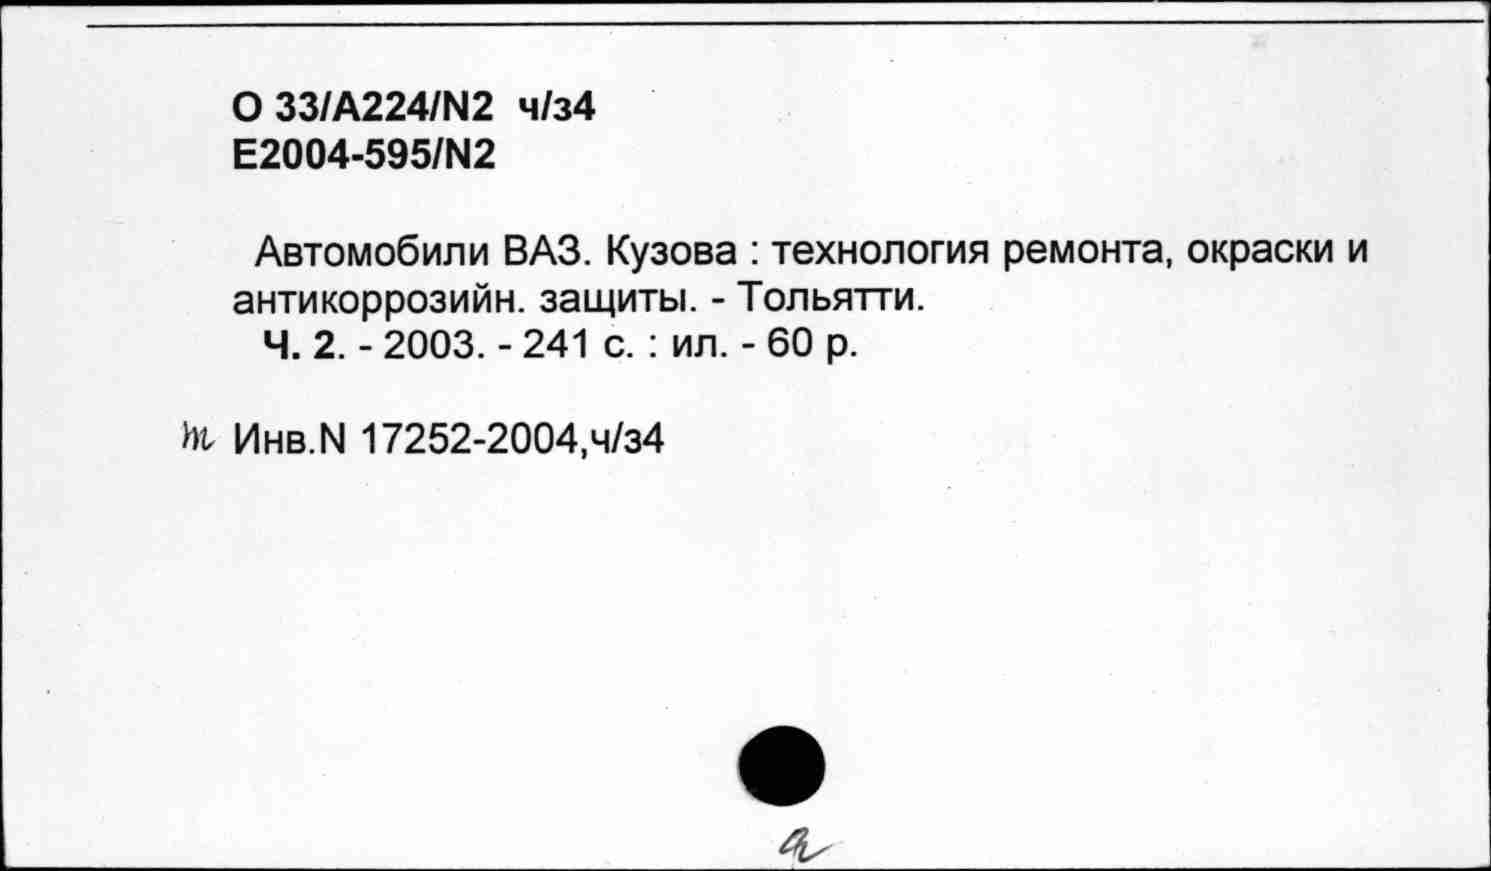 О 33/А224/N2 ч/з4
Е2004-595/N2
Автомобили ВАЗ. Кузова : технология ремонта, окраски и
антикоррозийн. защиты. - Тольятти.
Ч. 2. - 2003. - 241 с. : ил. - 60 р.
Инв.N 17252-2004,ч/з4